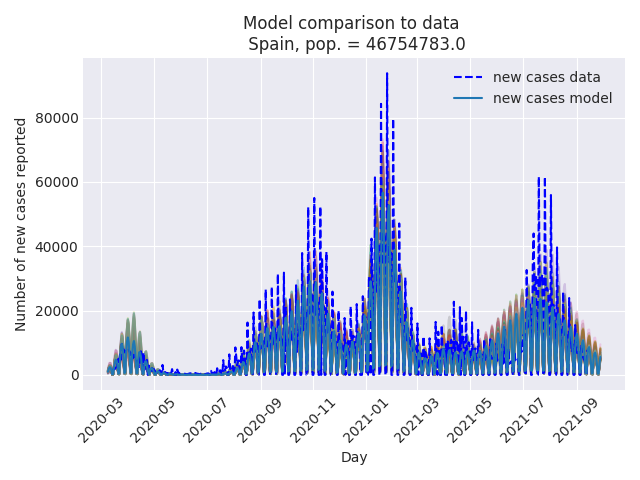 Model comparison to data
Spain, pop. = 46754783.0
new cases data
new cases model
Number of new cases reported
80000
60000
40000
20000
0
2020-03
2020-05
2020-07
2020-09
2020-11
2021-01
2021-03
2021-05
2021-07
2021-09
Day